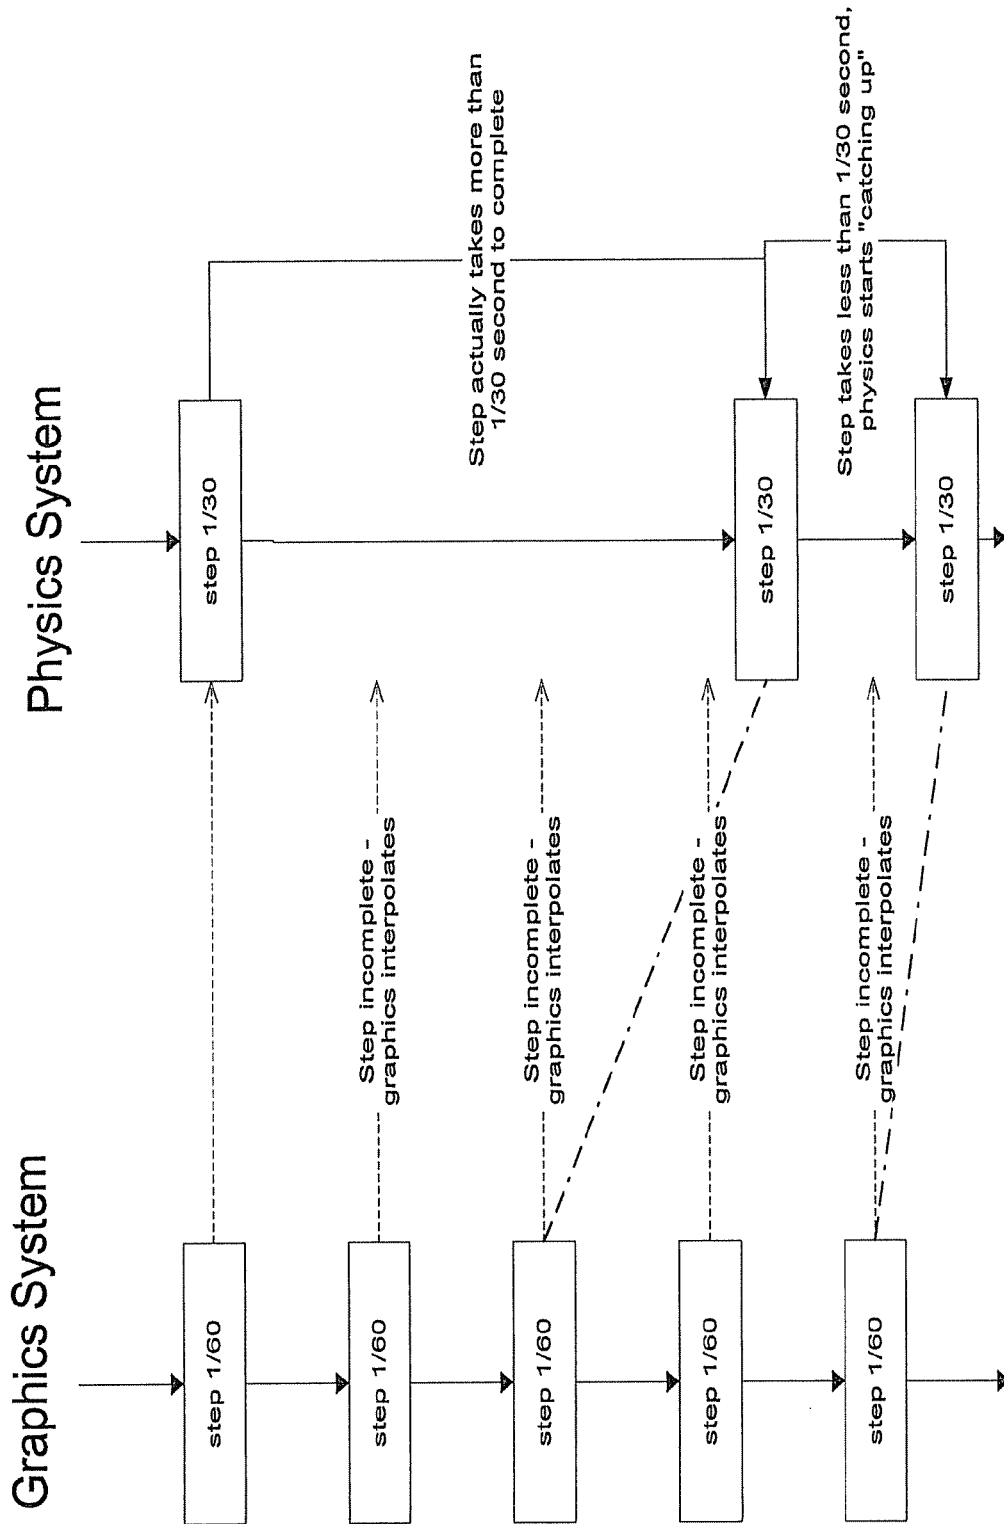 Graphics System
Physics System
step 1/60
step 1/30
step 1/60
Step incomplete -
graphics interpolates
step 1/60
Step incomplete -
graphics interpolates
Step actually takes more than
1/30 second to complete
step 1/60
Step incomplete -
graphics interpolates
step 1/30
step 1/60
Step incomplete -
graphics interpolates
Step takes less than 1/30 second,
physics starts "catching up"
step 1/30